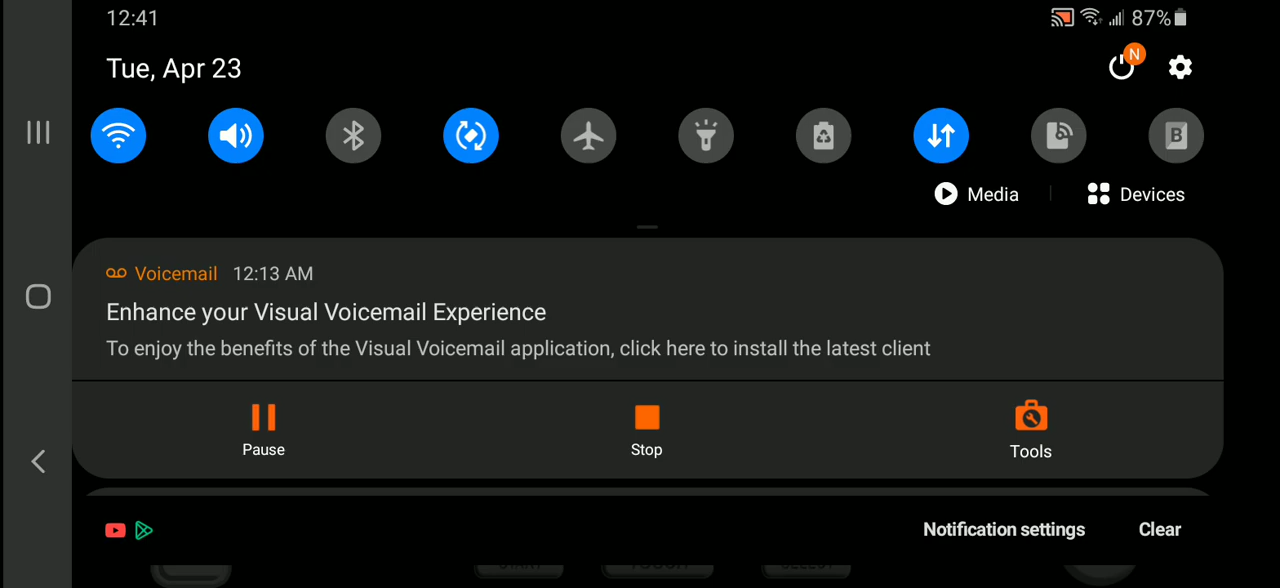 12:41
87%
Tue, Apr 23
N
B
Media
Devices
Voicemail 12:13 AM
Enhance your Visual Voicemail Experience
To enjoy the benefits of the Visual Voicemail application, click here to install the latest client
Pause
Stop
Tools
Notification settings
Clear